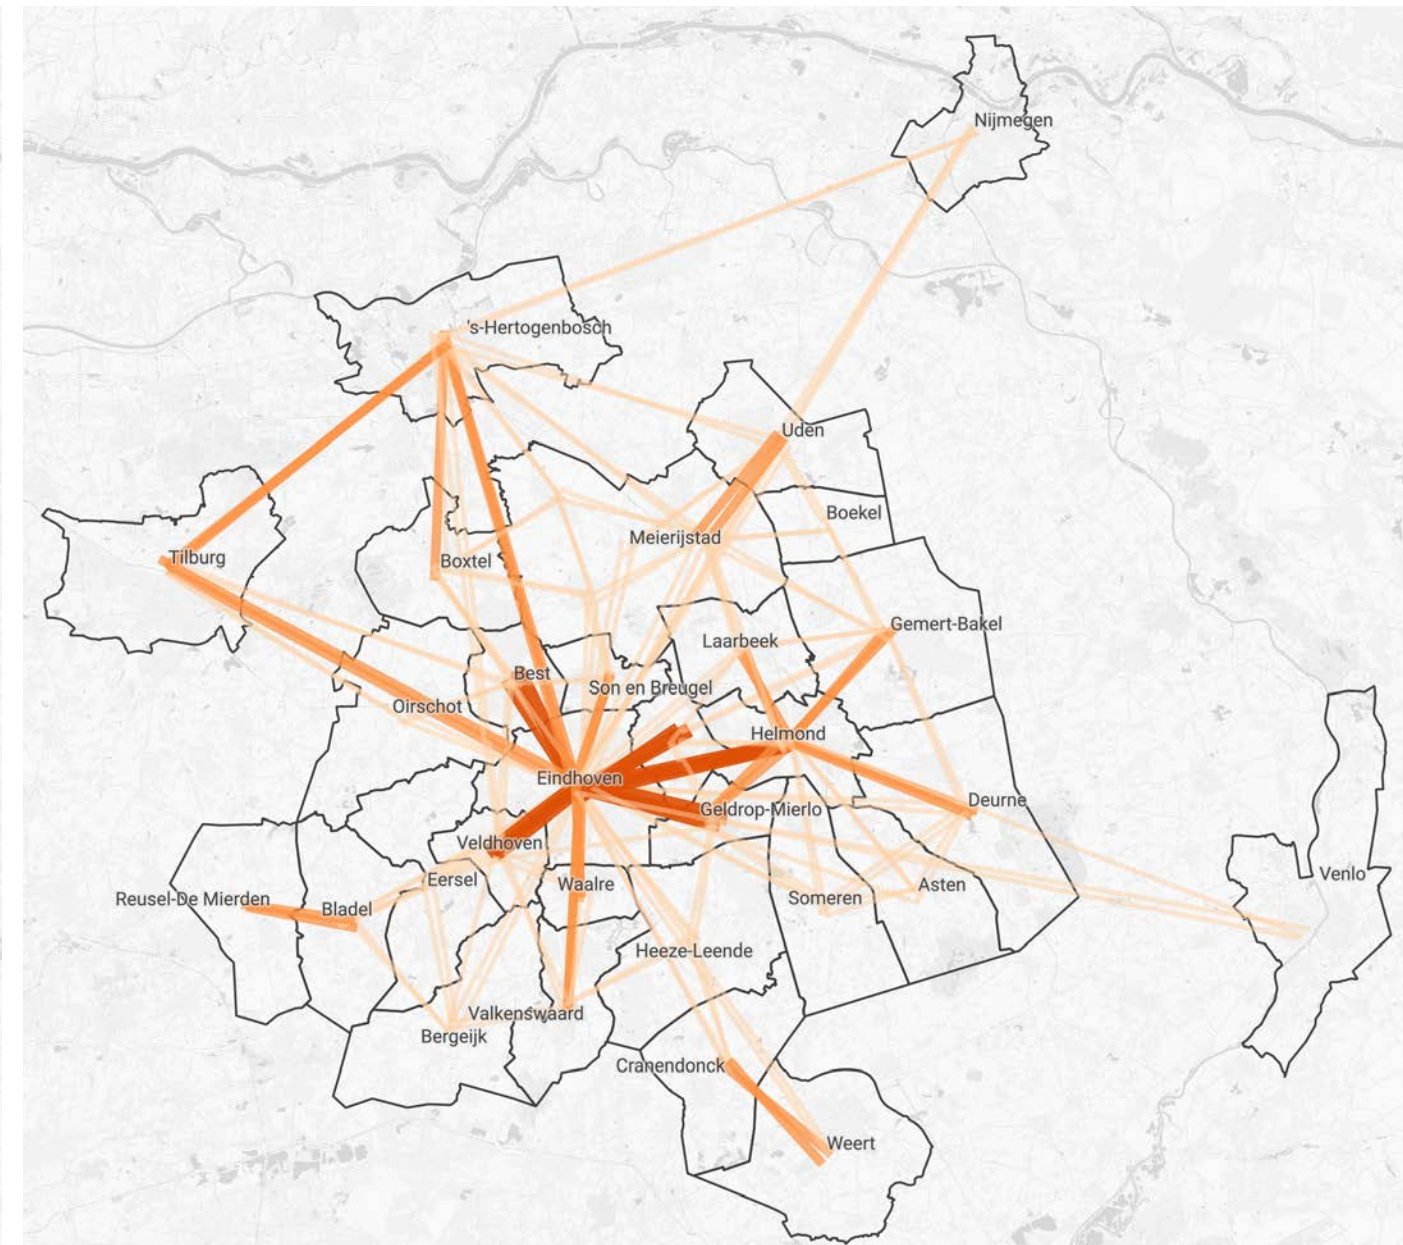 Nijmegen
's-Hertogenbosch
Uden
Boekel
Meierijstad
Tilburg
Boxtel
Gemert-Bakel
Laarbeek
Best
Son en Breugel
Oirschot
Helmond
Eindhoven
Deurne
Geldrop-Mierlo
Veldhoven
Venlo
Eersel
Waalre
Asten
Someren
Reusel-De Mierden
Bladel
Heeze-Leende
Valkenswaard
Bergeijk
Cranendonck
Weert